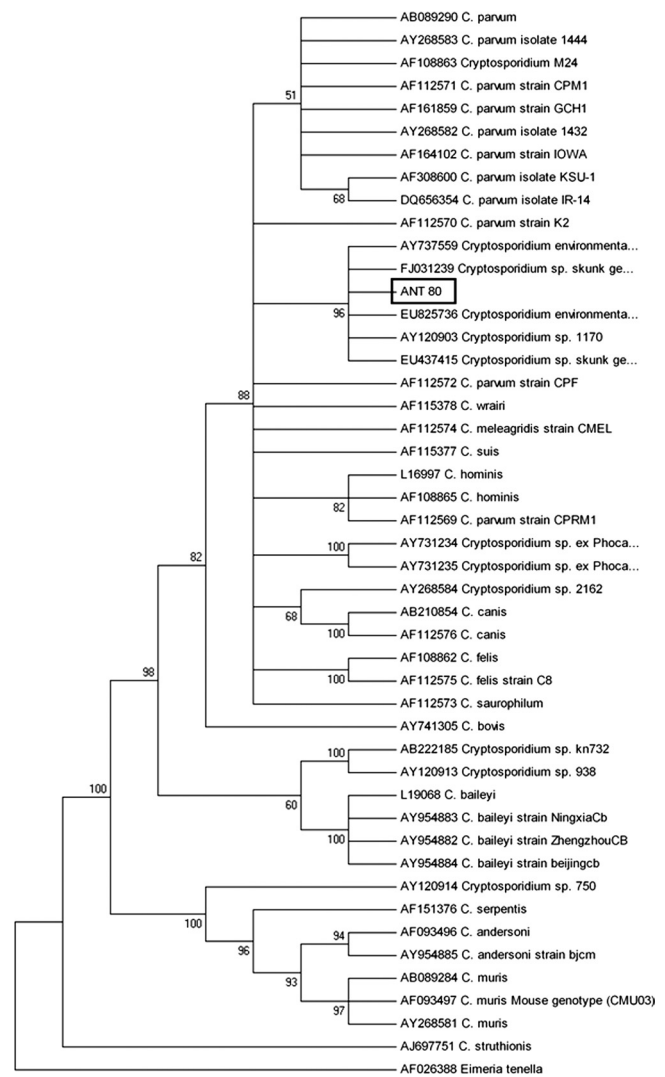 AB089290 C. parvum
AY268583 C. parvum isolate 1444
AF108863 Cryptosporidium M24
AF112571 C. parvum strain CPM1
51
AF161859 C. parvum strain GCH1
AY268582 C. parvum isolate 1432
AF164102 C. parvum strain IOWA
AF308600 C. parvum isolate KSU-1
68
DQ656354 C. parvum isolate IR-14
AF112570 C. parvum strain K2
AY737559 Cryptosporidium environmenta...
FJ031239 Cryptosporidium sp. skunk ge...
ANT 80
96
EU825736 Cryptosporidium environmenta...
AY120903 Cryptosporidium sp. 1170
EU437415 Cryptosporidium sp. skunk ge...
AF112572 C. parvum strain CPF
88
AF115378 C. wrairi
AF112574 C. meleagridis strain CMEL
AF115377 C. suis
L16997 C. hominis
AF108865 C. hominis
82
AF112569 C. parvum strain CPRM1
100
AY731234 Cryptosporidium sp. ex Phoca...
82
AY731235 Cryptosporidium sp. ex Phoca...
AY268584 Cryptosporidium sp. 2162
68
AB210854 C. canis
100
AF112576 C. canis
AF108862 C. felis
98
100
AF112575 C. felis strain C8
AF112573 C. saurophilum
AY741305 C. bovis
100
AB222185 Cryptosporidium sp. kn732
AY120913 Cryptosporidium sp. 938
100
60
L19068 C. baileyi
AY954883 C. baileyi strain NingxiaCb
100
AY954882 C. baileyi strain ZhengzhouCB
AY954884 C. baileyi strain beijingcb
AY120914 Cryptosporidium sp. 750
100
AF151376 C. serpentis
94
AF093496 C. andersoni
96
AY954885 C. andersoni strain bjcm
93
AB089284 C. muris
AF093497 C. muris Mouse genotype (CMU03)
97
AY268581 C. muris
AJ697751 C. struthionis
AF026388 Eimeria tenella